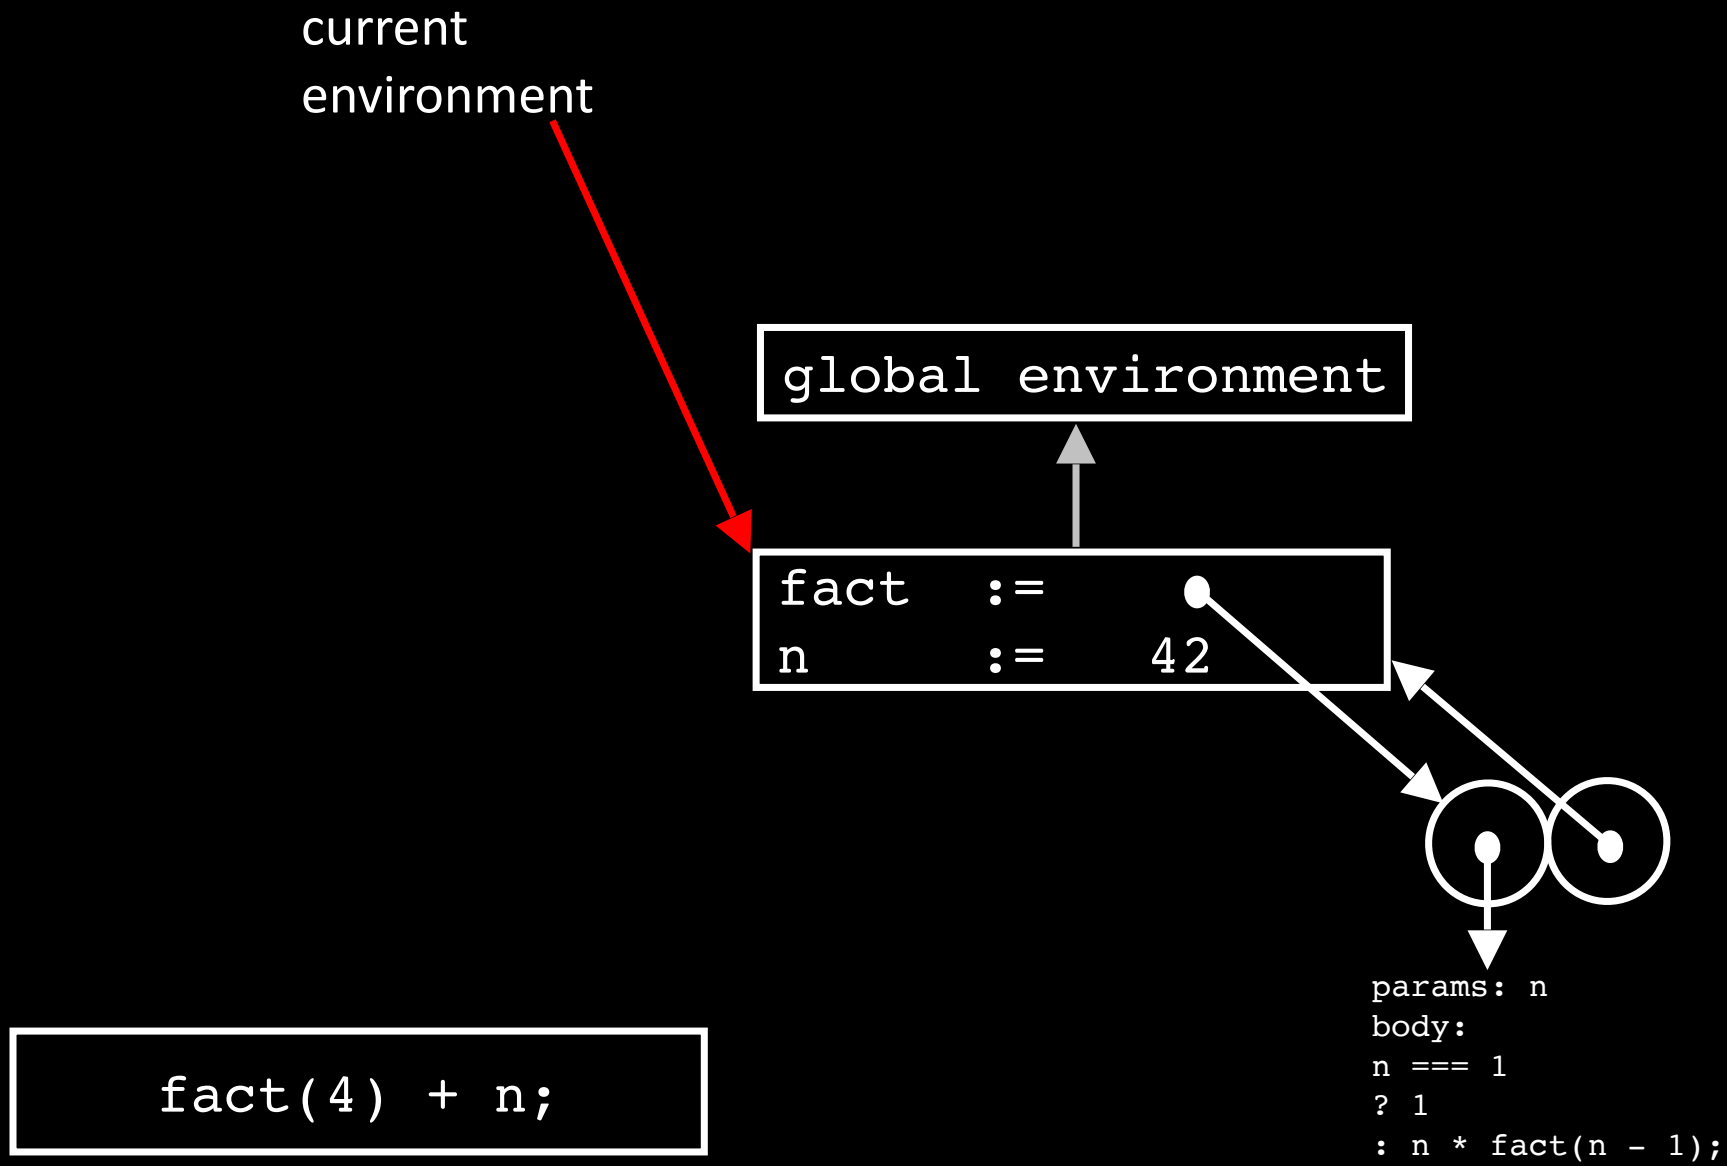 current
environment
global environment
fact :=
n := 42
params: n
body:
n === 1
? 1
: n * fact(n - 1);
fact(4) + n;